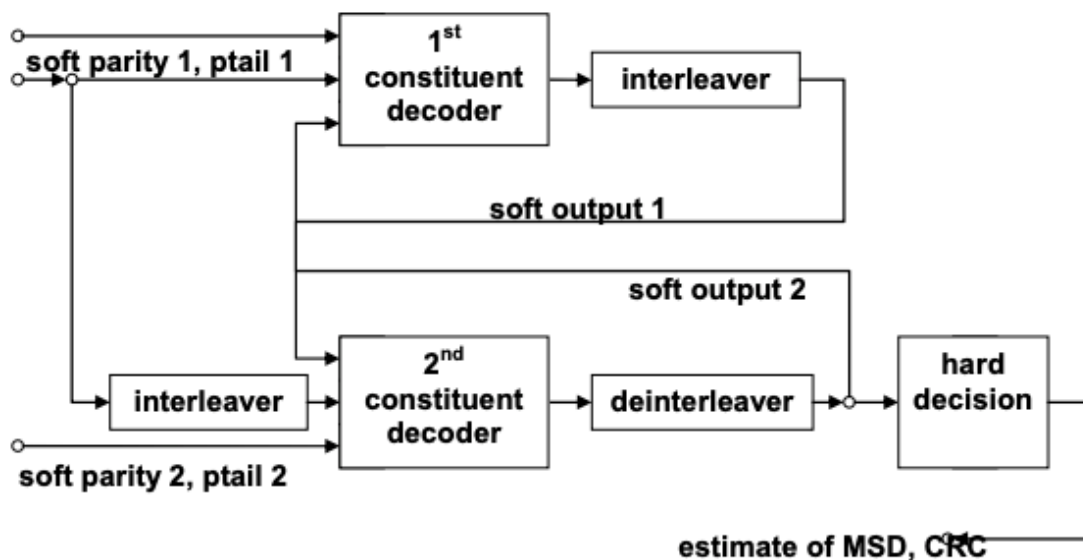 1st
constituent
decoder
soft parity 1, ptail 1
interleaver
soft output 1
soft output 2
2nd
constituent
decoder
interleaver
deinterleaver
hard
decision
soft parity 2, ptail 2
estimate of MSD, CRC